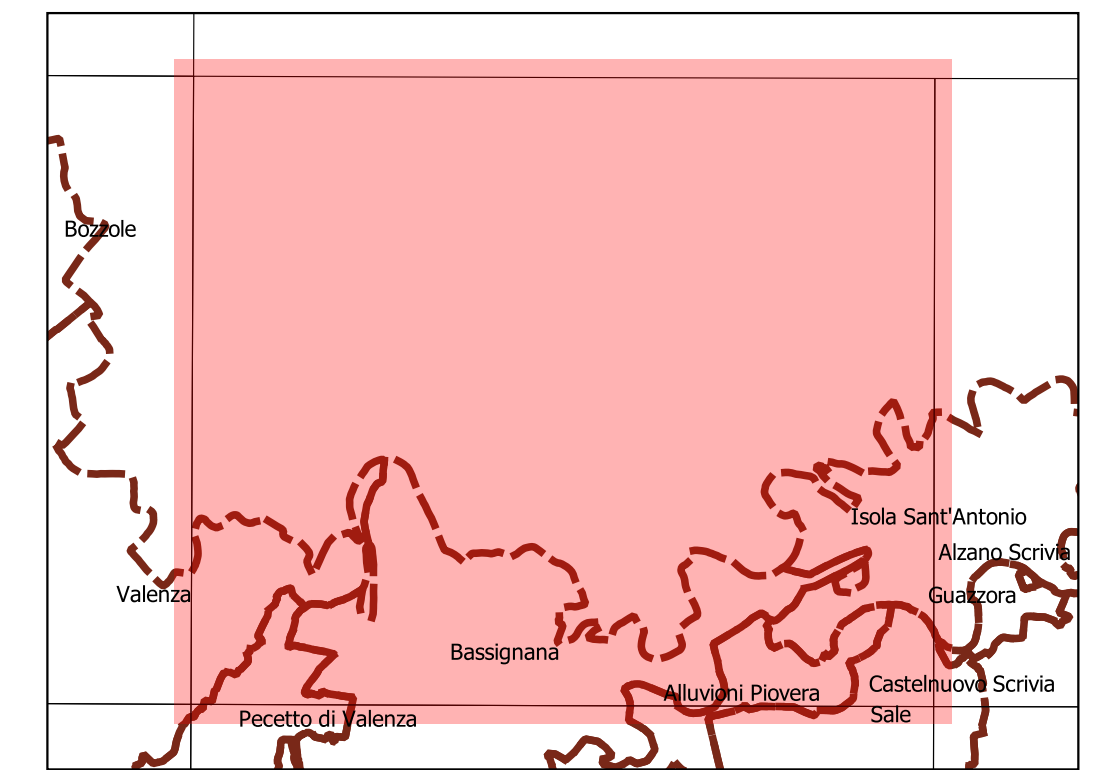 Bozzole
Isola Sant'Antonio
Alzano Scrivia
Valenza
Guazzora
Bassignana
Castelnuovo Scrivia
Alluvioni Piovera
Sale
Pecetto di Valenza